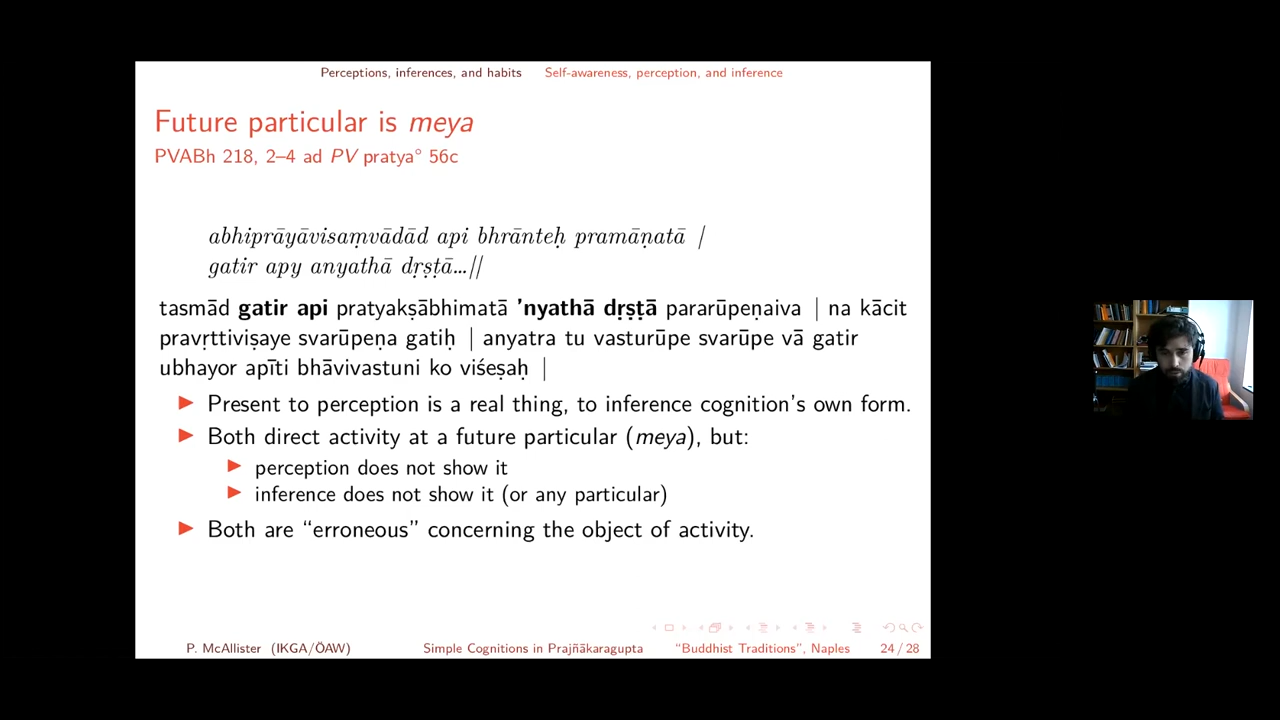 Perceptions, inferences, and habits Self-awareness, perception, and inference
Future particular is meya
PVABh 218, 2–4 ad PV pratya° 56c
abhiprāyāvisaṃvādād api bhrānteḥ pramāṇatā |
gatir apy anyathā dṛṣṭā...||
tasmād gatir api pratyakṣābhimatā ’nyathā dṛṣṭā pararūpeṇaiva | na kācit
pravṛttiviṣaye svarūpeṇa gatiḥ | anyatra tu vasturūpe svarūpe vā gatir
ubhayor apīti bhāvivastuni ko viśeṣaḥ |
Present to perception is a real thing, to inference cognition’s own form.
Both direct activity at a future particular (meya), but:
perception does not show it
inference does not show it (or any particular)
Both are “erroneous” concerning the object of activity.
P. McAllister (IKGA/ÖAW) Simple Cognitions in Prajñākaragupta “Buddhist Traditions”, Naples 24 / 28